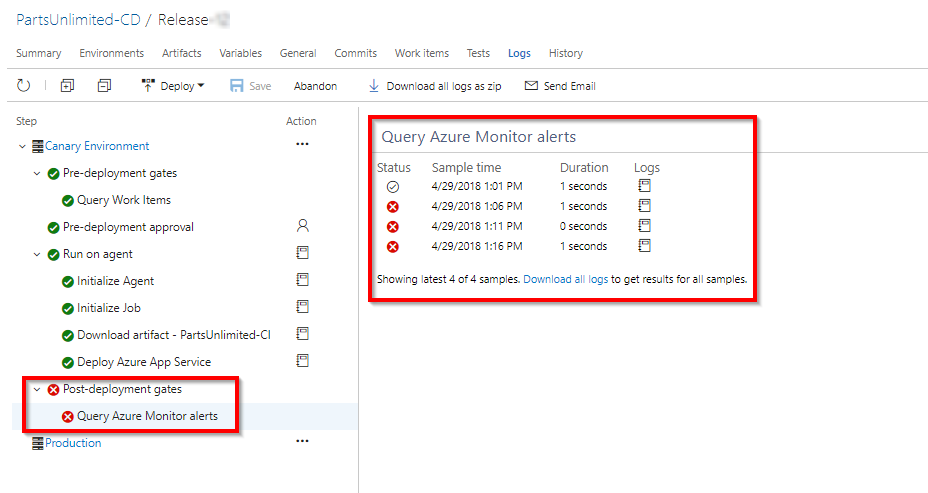 PartsUnlimited-CD / Release
Summary Environments Artifacts Variables General Commits Work items Tests Logs History
Deploy Save Abandon Download all logs as zip Send Email
Step Action
Canary Environment
Pre-deployment gates
Query Work Items
Pre-deployment approval
Run on agent
Initialize Agent
Initialize Job
Download artifact - PartsUnlimited-CI
Deploy Azure App Service
Post-deployment gates
Query Azure Monitor alerts
Production
Query Azure Monitor alerts
Status Sample time Duration Logs
4/29/2018 1:01 PM 1 seconds
4/29/2018 1:06 PM 1 seconds
4/29/2018 1:11 PM 0 seconds
4/29/2018 1:16 PM 1 seconds
Showing latest 4 of 4 samples. Download all logs to get results for all samples.